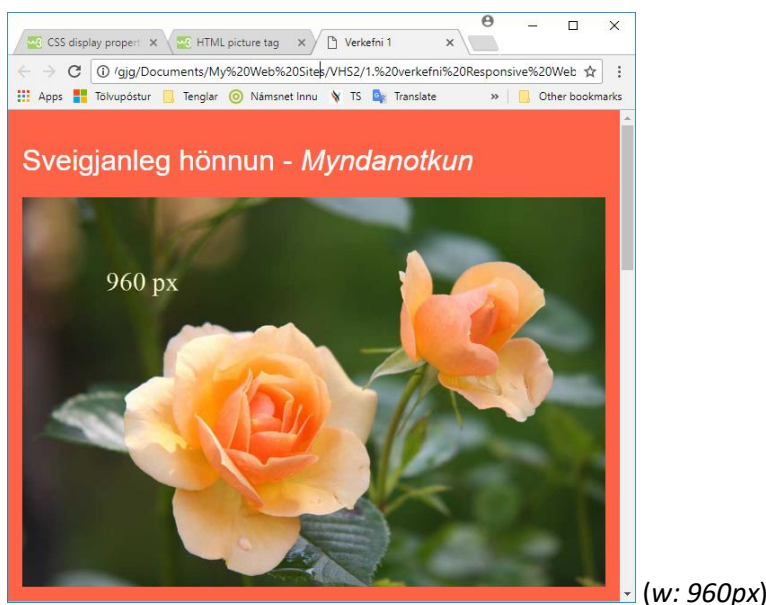 CSS display propert
HTML picture tag
Verkefni 1
/gjg/Documents/My%20Web%20Sites/VHS2/1.%20verkefni%20Responsive%20Web
Apps
Tölvupóstur
Tenglar
Námsnet Innu
TS
Translate
»
Other bookmarks
Sveigjanleg hönnun - Myndanotkun
960 px
(w: 960px)